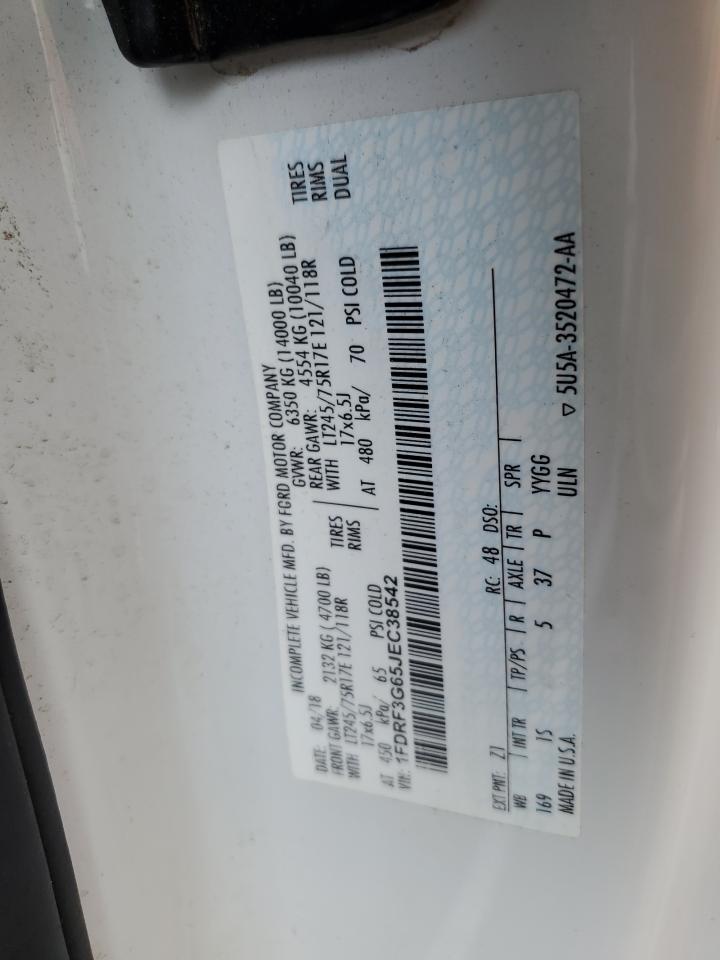 INCOMPLETE VEHICLE MFD. BY FORD MOTOR COMPANY
DATE: 04/18 GVWR: 6350 KG (14000 LB)
FRONT GAWR: 2132 KG (4700 LB) REAR GAWR: 4554 KG (10040 LB)
WITH LT245/75R17E 121/118R TIRES WITH LT245/75R17E 121/118R TIRES
17x6.5J RIMS 17x6.5J RIMS
AT 450 kPa/ 65 PSI COLD AT 480 kPa/ 70 PSI COLD DUAL
VIN: 1FDRF3G65JEC38542
EXT PNT: Z1 RC: 48 DSO:
WB INT TR TP/PS R AXLE TR SPR
169 IS 5 37 P YYGG
MADE IN U.S.A. ULN
▽ 5U5A-3520472-AA